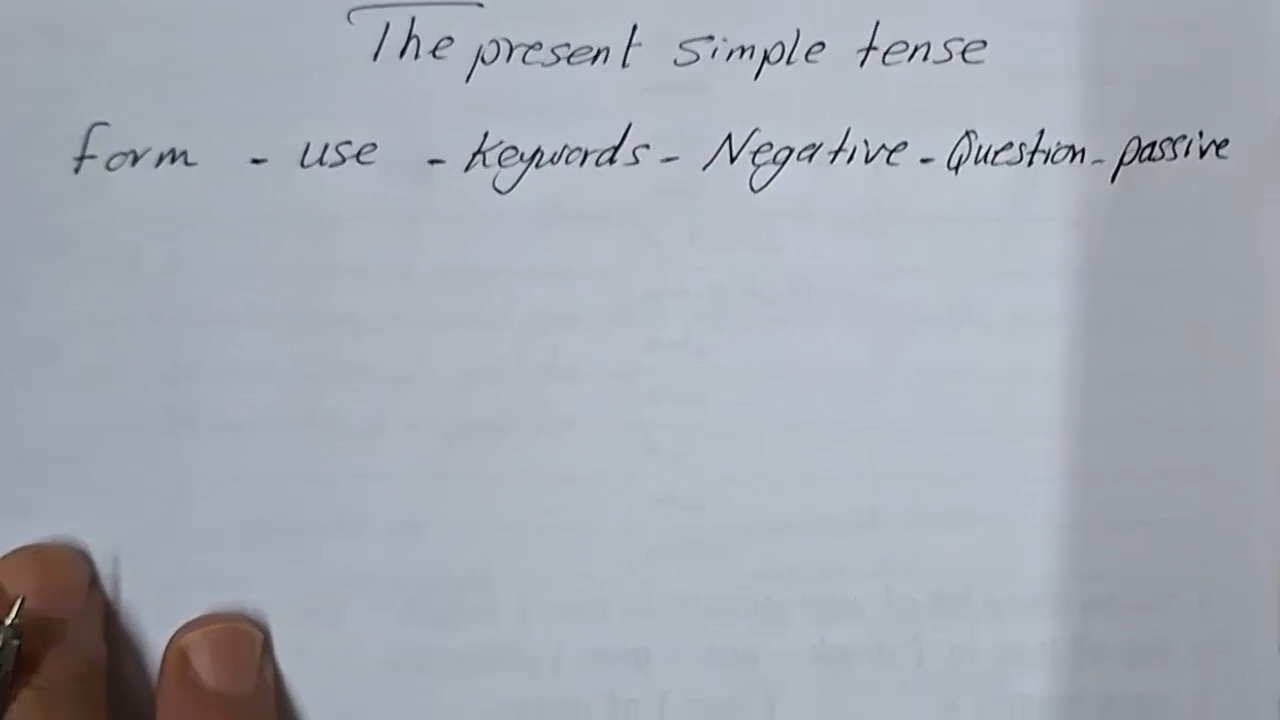 The present simple tense
form - use - Keywords - Negative - Question - passive